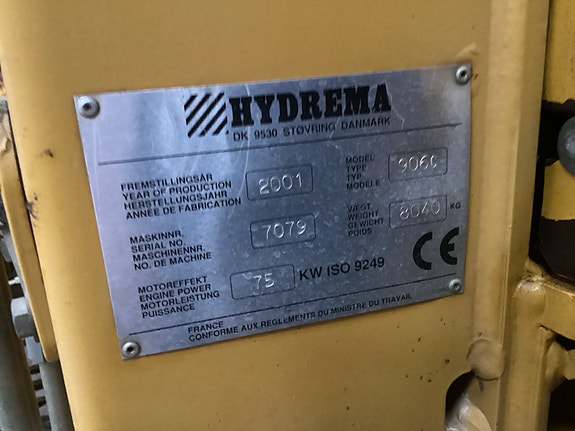 HYDREMA
DK 9530 STØVRING DANMARK
FREMSTILLINGSÅR
YEAR OF PRODUCTION
HERSTELLUNGSJAHR
ANNÉE DE FABRICATION
2001
MODEL
TYPE
TYP
MODELE
906C
MASKINNR.
SERIAL NO.
MASCHINENNR.
NO. DE MACHINE
7079
VÆGT
WEIGHT
GEWICHT
POIDS
8040 KG
MOTOREFFEKT
ENGINE POWER
MOTORLEISTUNG
PUISSANCE
75 KW ISO 9249
CE
FRANCE
CONFORME AUX REGLEMENTS DU MINISTRE DU TRAVAIL